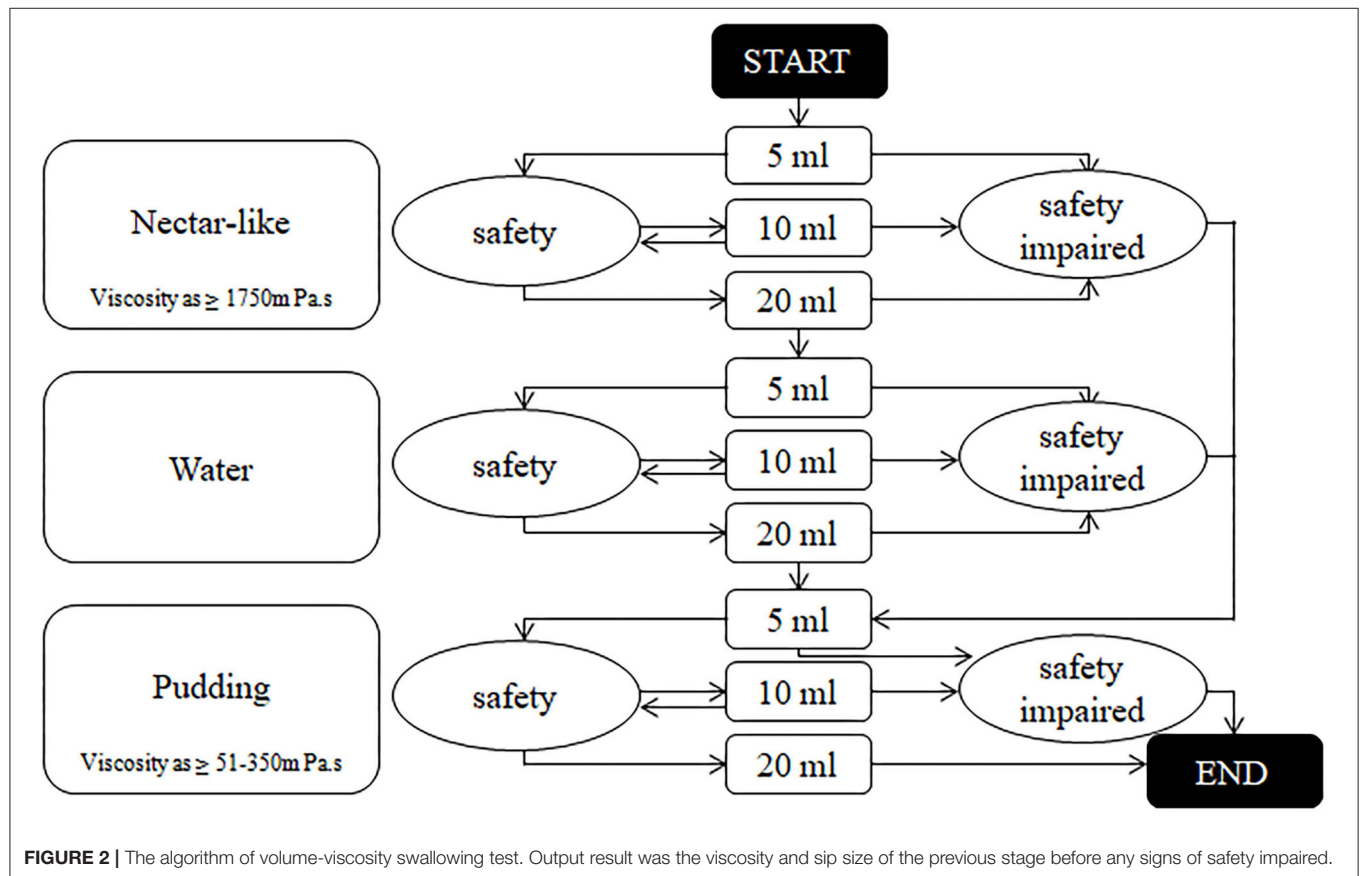 START
5 ml
Nectar-like
Viscosity as ≥ 1750m Pa.s
safety
10 ml
safety
impaired
20 ml
5 ml
Water
safety
10 ml
safety
impaired
20 ml
5 ml
Pudding
Viscosity as ≥ 51-350m Pa.s
safety
10 ml
safety
impaired
20 ml
END
FIGURE 2 | The algorithm of volume-viscosity swallowing test. Output result was the viscosity and sip size of the previous stage before any signs of safety impaired.